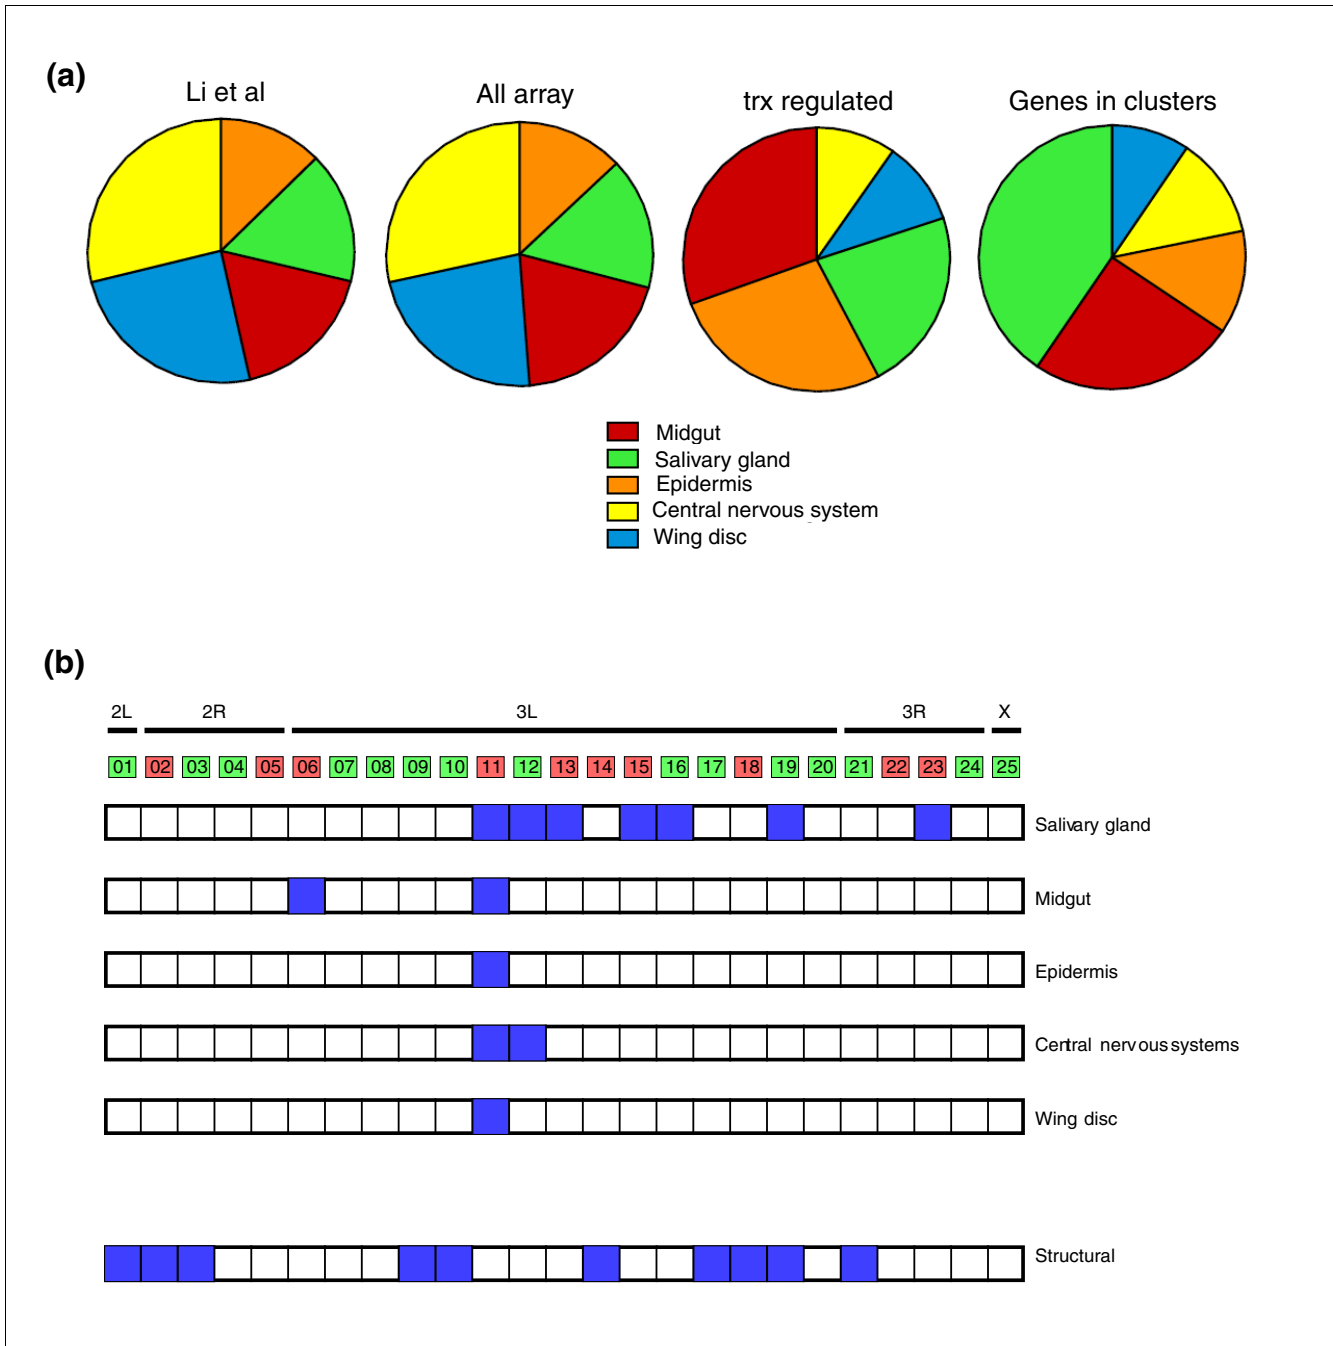 (a)
Li et al
All array
trx regulated
Genes in clusters
Midgut
Salivary gland
Epidermis
Central nervous system
Wing disc
(b)
2L 2R 3L 3R X
01 02 03 04 05 06 07 08 09 10 11 12 13 14 15 16 17 18 19 20 21 22 23 24 25
Salivary gland
Midgut
Epidermis
Central nervous systems
Wing disc
Structural